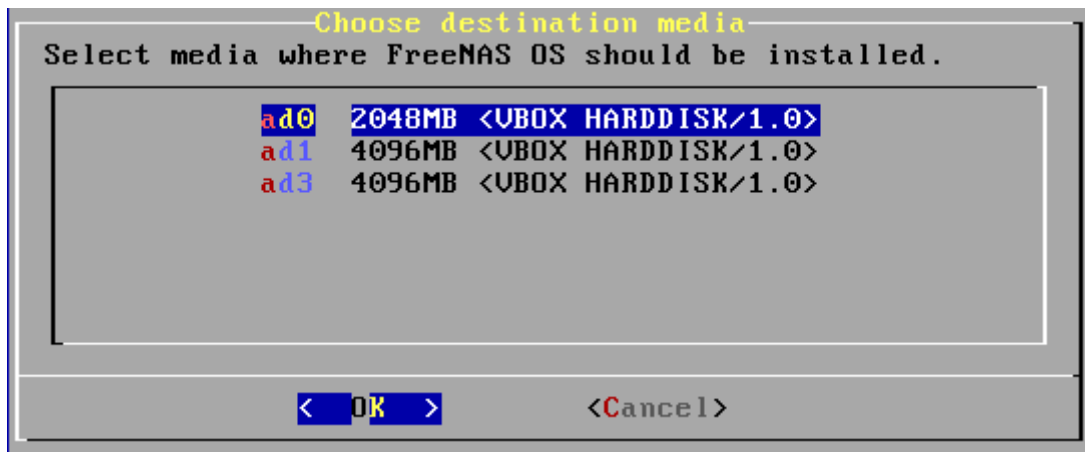 Choose destination media
Select media where FreeNAS OS should be installed.
ad0 2048MB <VBOX HARDDISK/1.0>
ad1 4096MB <VBOX HARDDISK/1.0>
ad3 4096MB <VBOX HARDDISK/1.0>
< OK > <Cancel>